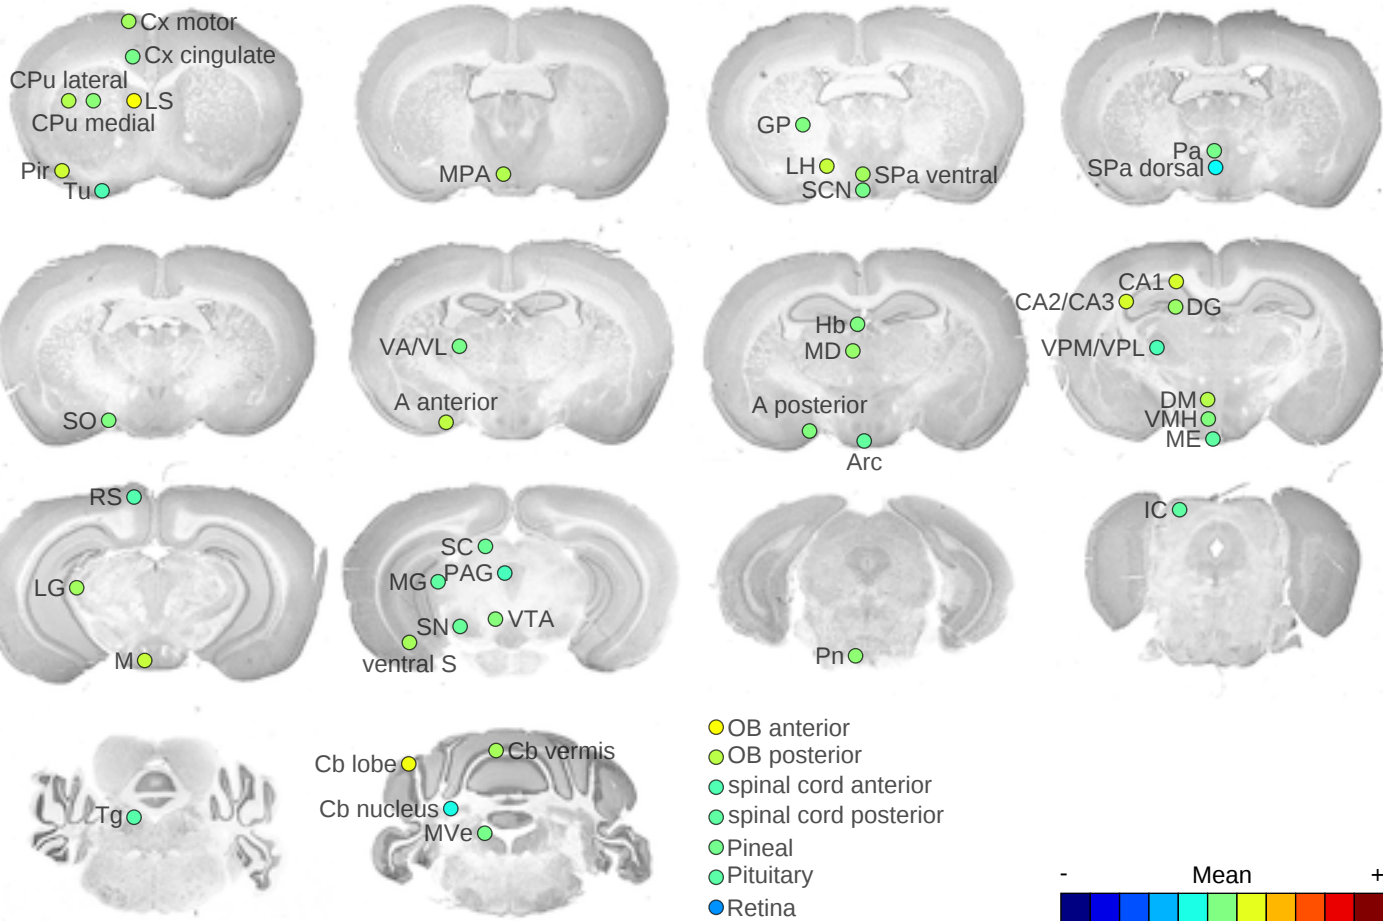 Cx motor
Cx cingulate
CPu lateral
LS
CPu medial
Pir
Tu
MPA
GP
LH
SPa ventral
SCN
Pa
SPa dorsal
SO
VA/VL
A anterior
Hb
MD
A posterior
Arc
CA1
CA2/CA3
DG
VPM/VPL
DM
VMH
ME
RS
LG
M
SC
MG
PAG
SN
VTA
ventral S
Pn
IC
Tg
Cb lobe
Cb vermis
Cb nucleus
MVe
OB anterior
OB posterior
spinal cord anterior
spinal cord posterior
Pineal
Pituitary
Retina
- Mean +